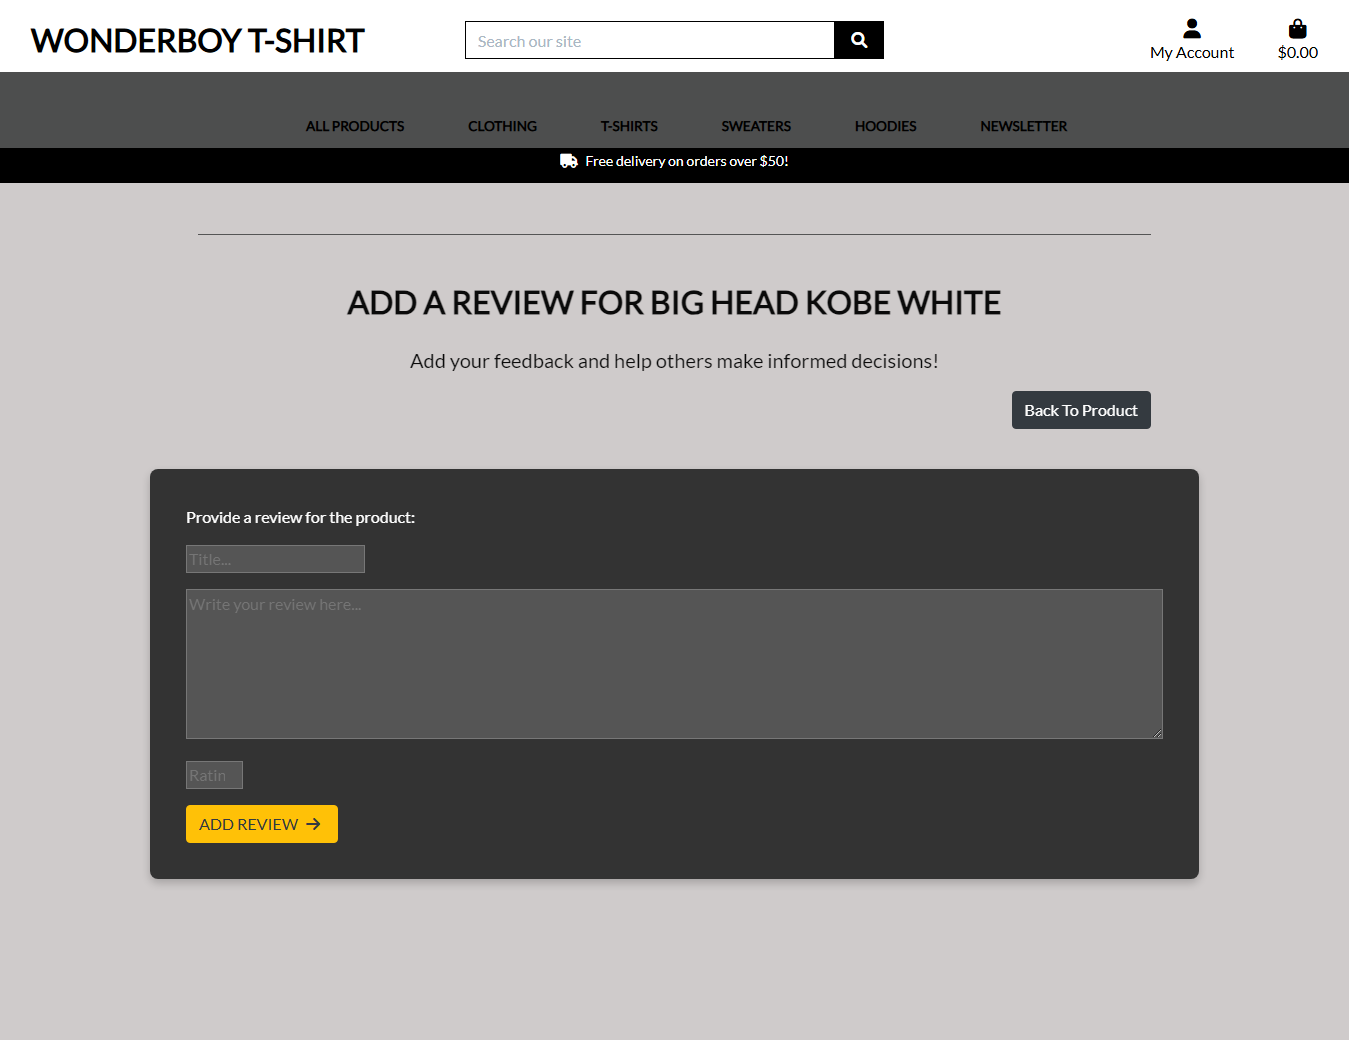 WONDERBOY T-SHIRT
Search our site
My Account
$0.00
ALL PRODUCTS CLOTHING T-SHIRTS SWEATERS HOODIES NEWSLETTER
Free delivery on orders over $50!
ADD A REVIEW FOR BIG HEAD KOBE WHITE
Add your feedback and help others make informed decisions!
Back To Product
Provide a review for the product:
Title...
Write your review here...
Ratin
ADD REVIEW